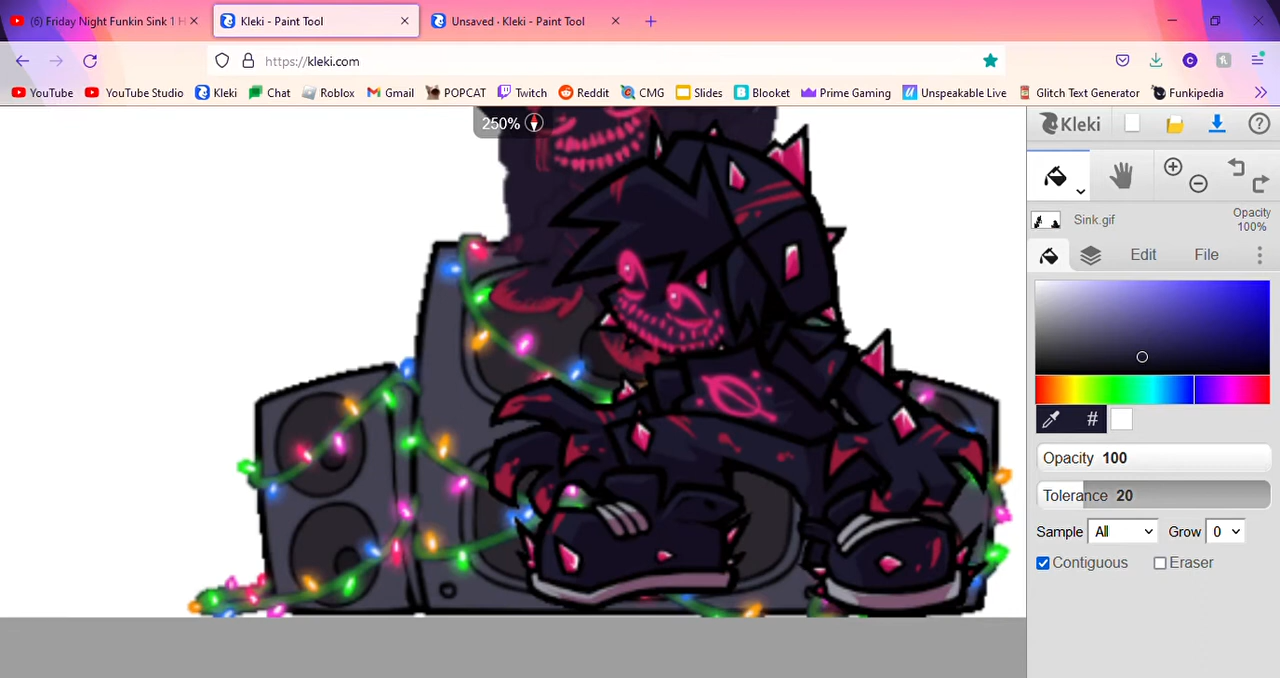 (6) Friday Night Funkin Sink 1 H
Kleki - Paint Tool
Unsaved · Kleki - Paint Tool
https://kleki.com
YouTube
YouTube Studio
Kleki
Chat
Roblox
Gmail
POPCAT
Twitch
Reddit
CMG
Slides
Blooket
Prime Gaming
Unspeakable Live
Glitch Text Generator
Funkipedia
250%
Kleki
Sink.gif
Opacity
100%
Edit
File
#
Opacity 100
Tolerance 20
Sample All
Grow 0
Contiguous
Eraser